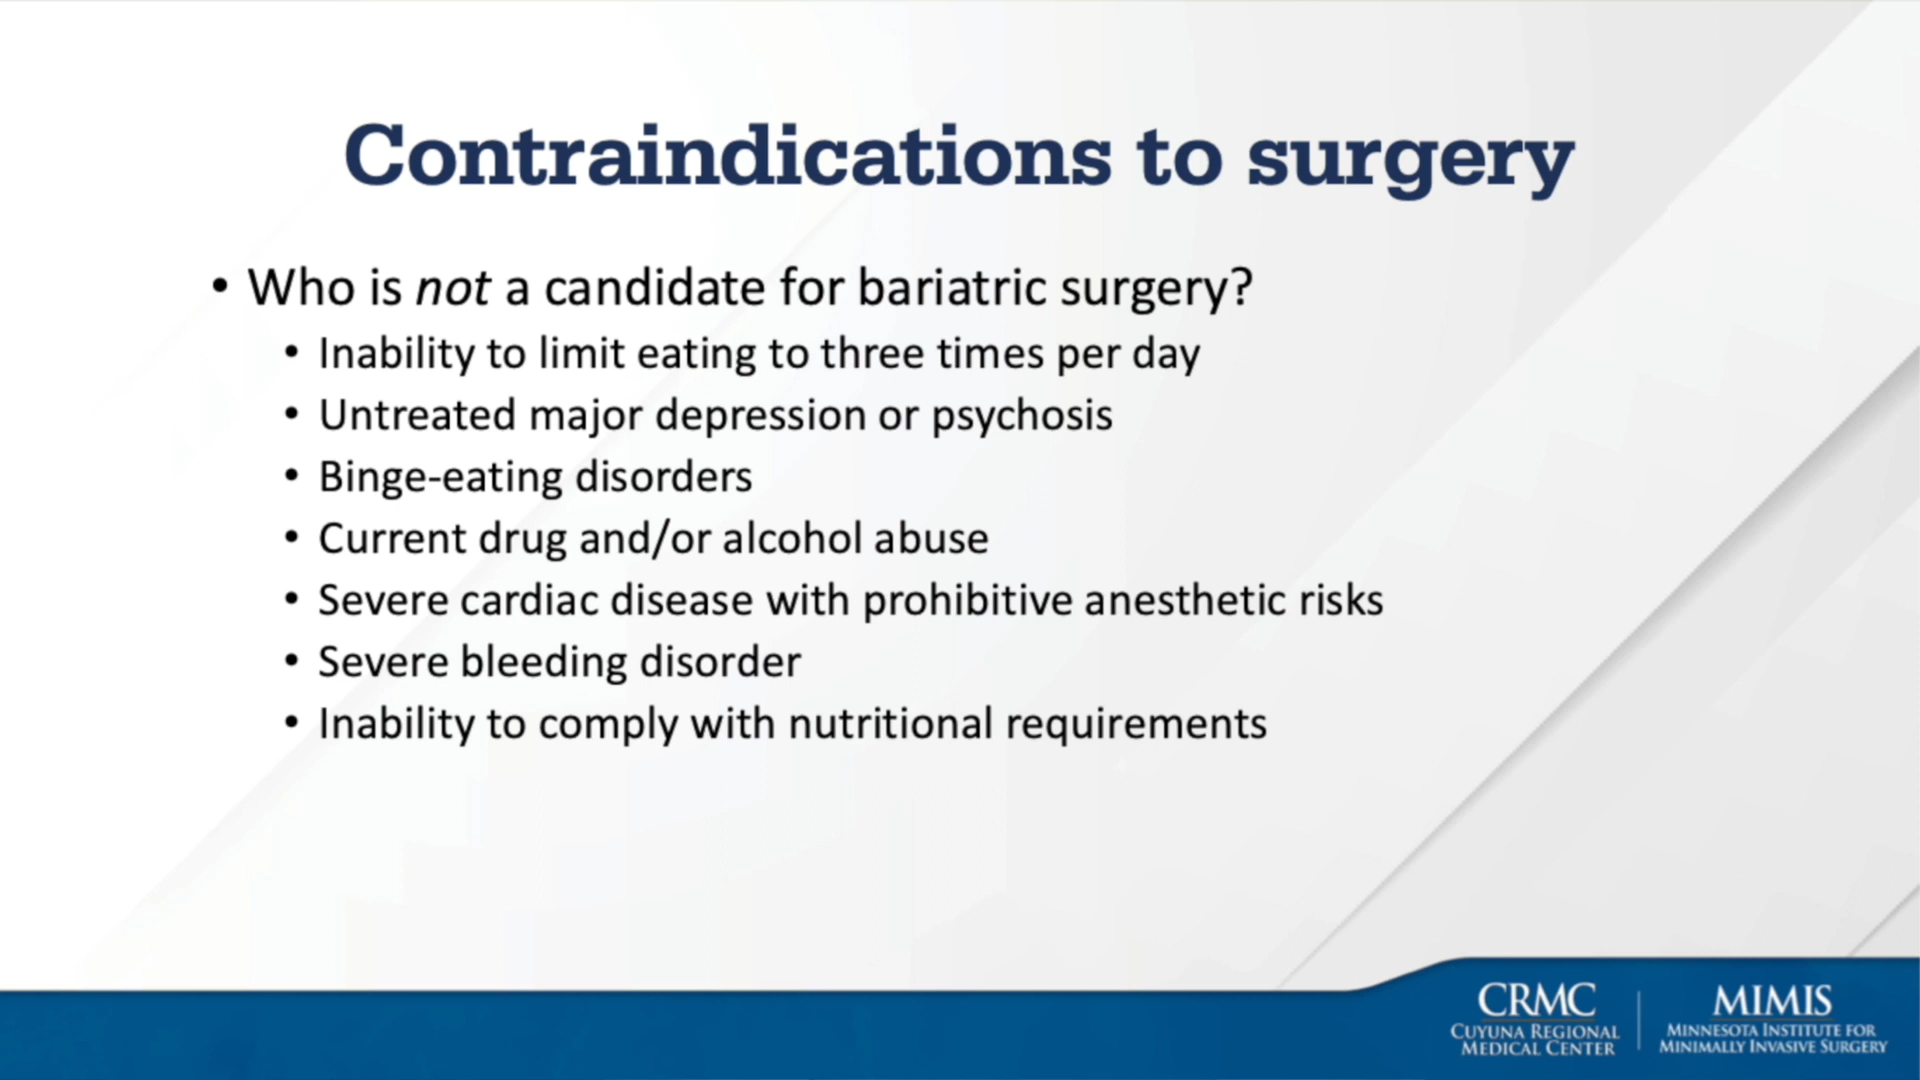 Contraindications to surgery
• Who is not a candidate for bariatric surgery?
• Inability to limit eating to three times per day
• Untreated major depression or psychosis
• Binge-eating disorders
• Current drug and/or alcohol abuse
• Severe cardiac disease with prohibitive anesthetic risks
• Severe bleeding disorder
• Inability to comply with nutritional requirements
CRMC
CUYUNA REGIONAL
MEDICAL CENTER
MIMIS
MINNESOTA INSTITUTE FOR
MINIMALLY INVASIVE SURGERY